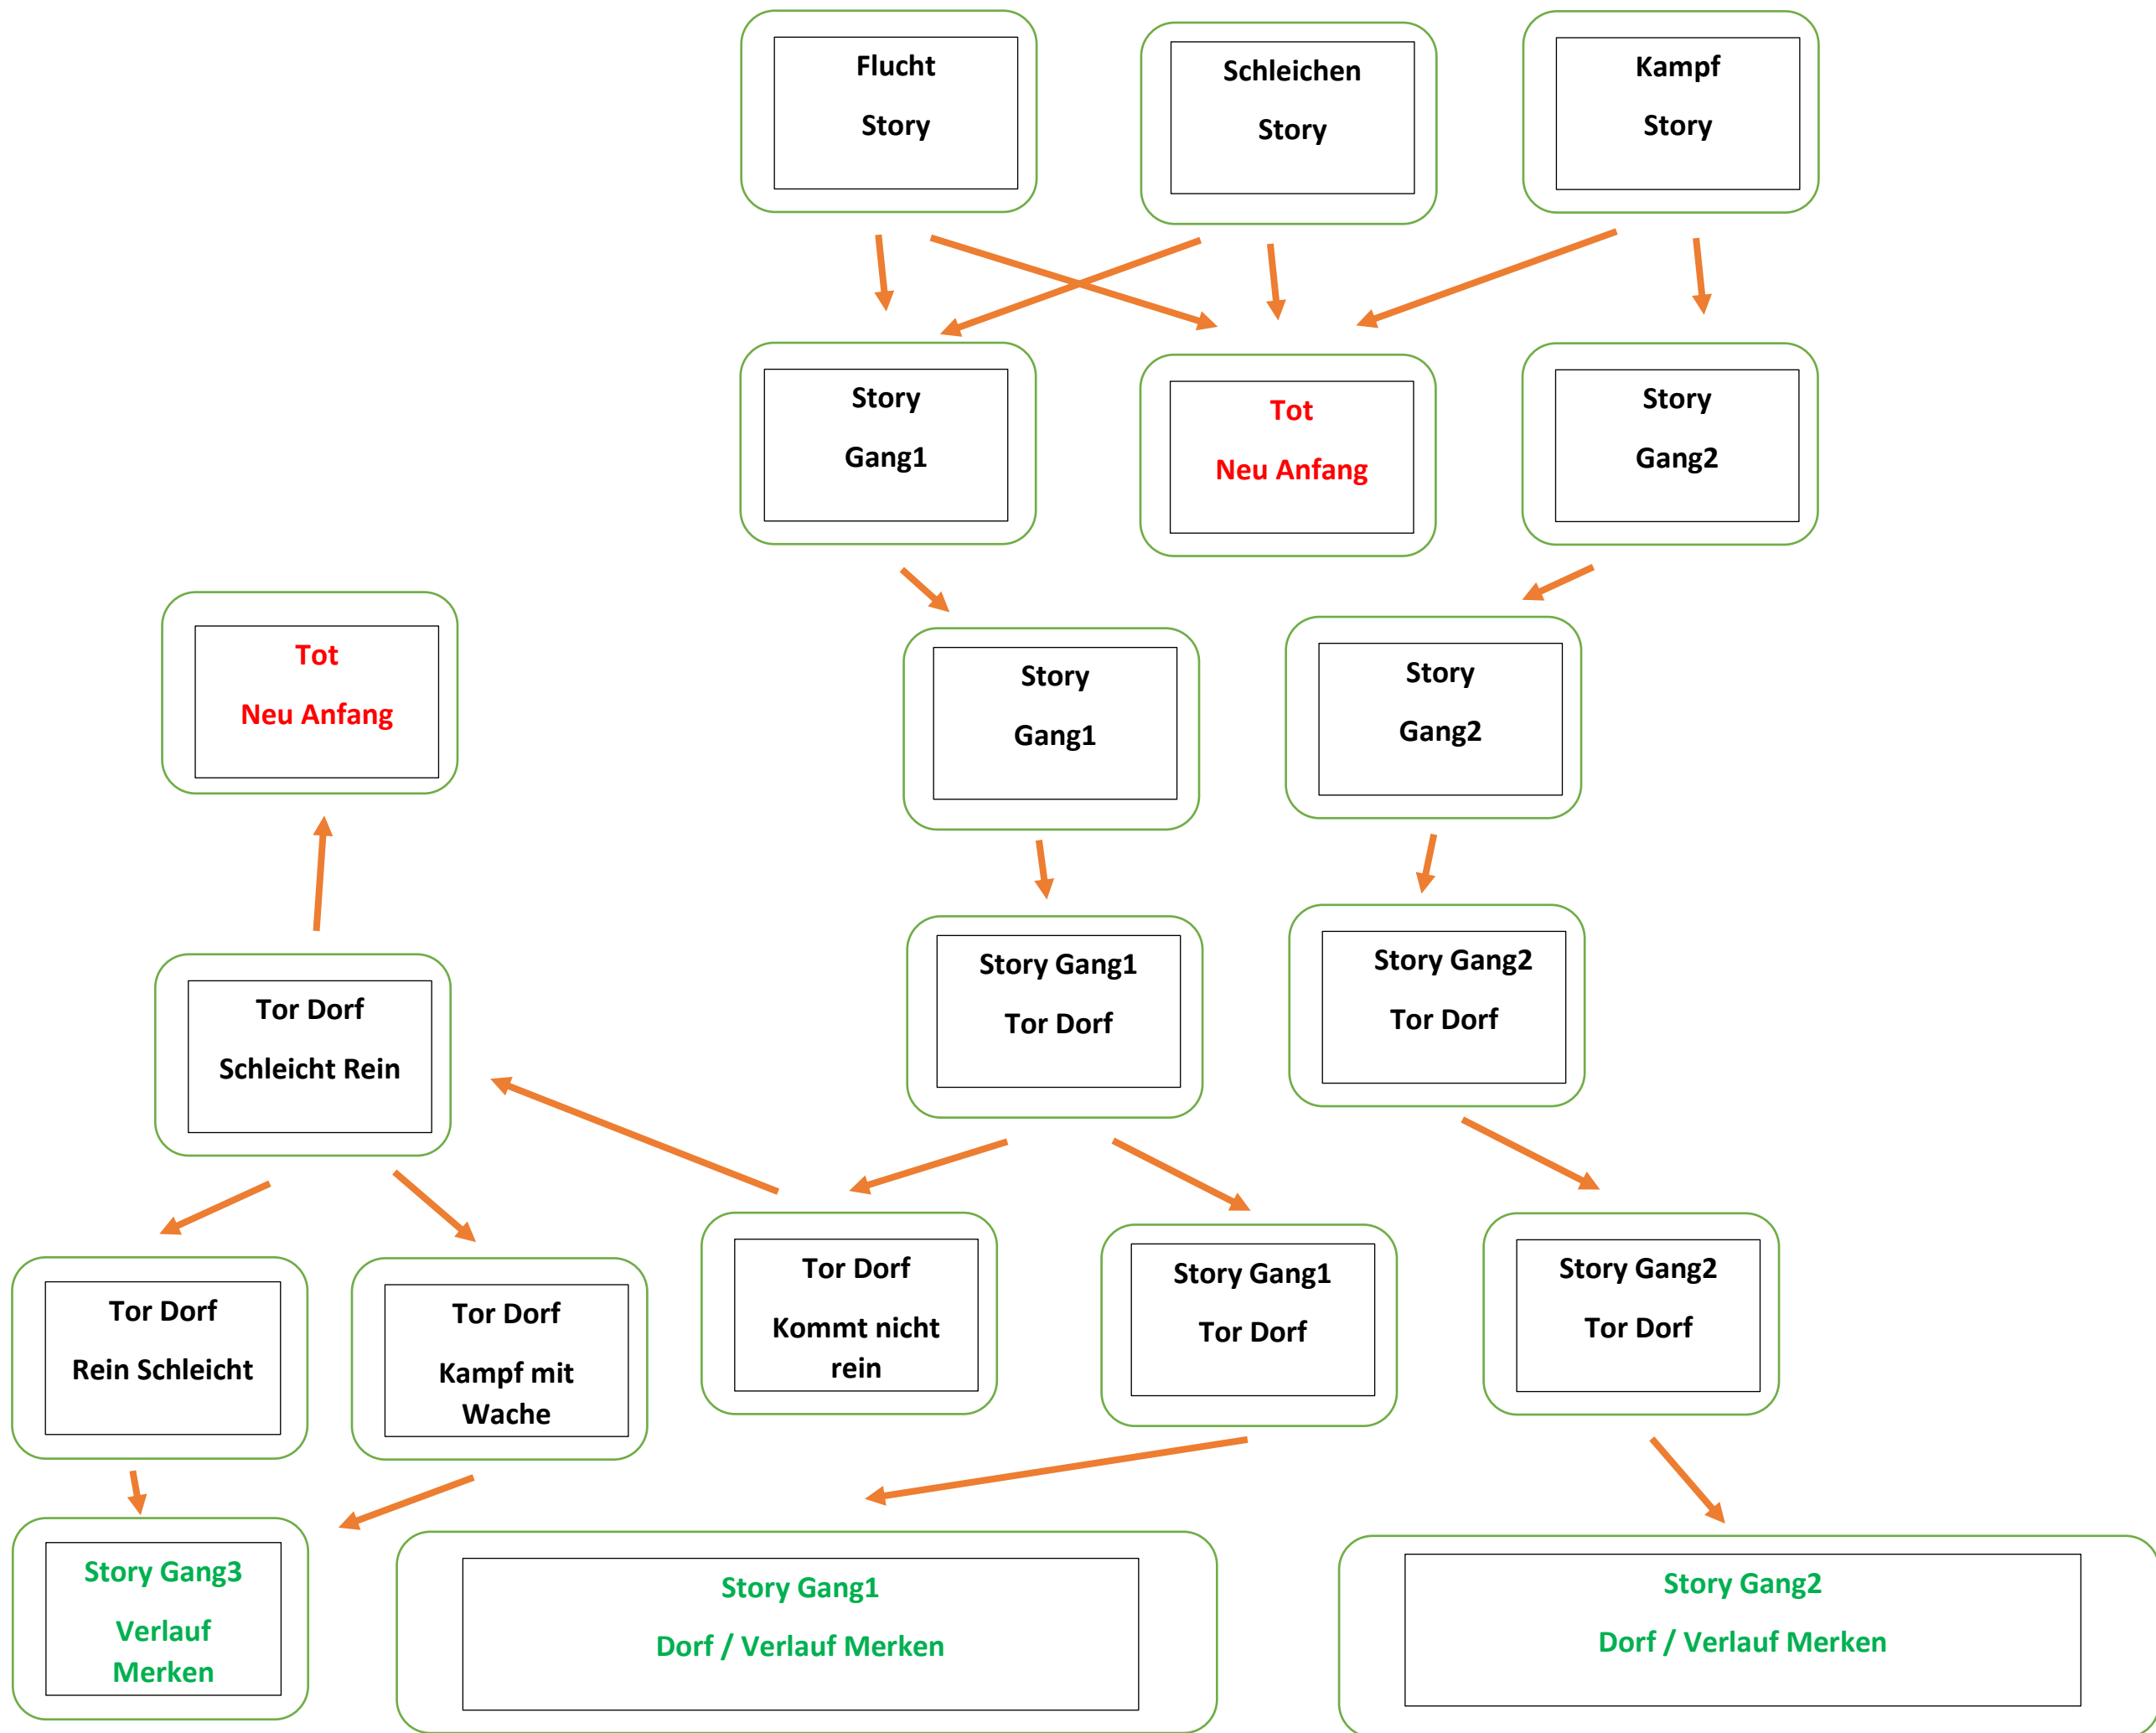 Flucht
Story
Schleichen
Story
Kampf
Story
Story
Gang1
Tot
Neu Anfang
Story
Gang2
Tot
Neu Anfang
Story
Gang1
Story
Gang2
Tor Dorf
Schleicht Rein
Story Gang1
Tor Dorf
Story Gang2
Tor Dorf
Tor Dorf
Rein Schleicht
Tor Dorf
Kampf mit
Wache
Tor Dorf
Kommt nicht
rein
Story Gang1
Tor Dorf
Story Gang2
Tor Dorf
Story Gang3
Verlauf
Merken
Story Gang1
Dorf / Verlauf Merken
Story Gang2
Dorf / Verlauf Merken